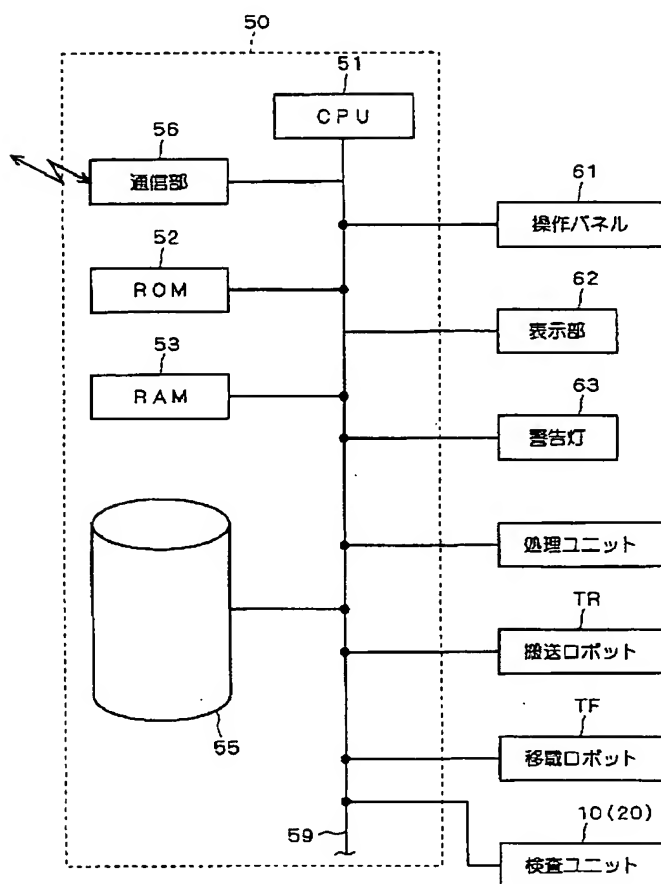 50
51
CPU
56
通信部
61
操作パネル
52
ROM
62
表示部
53
RAM
63
警告灯
処理ユニット
TR
搬送ロボット
55
TF
移載ロボット
59
10(20)
検査ユニット